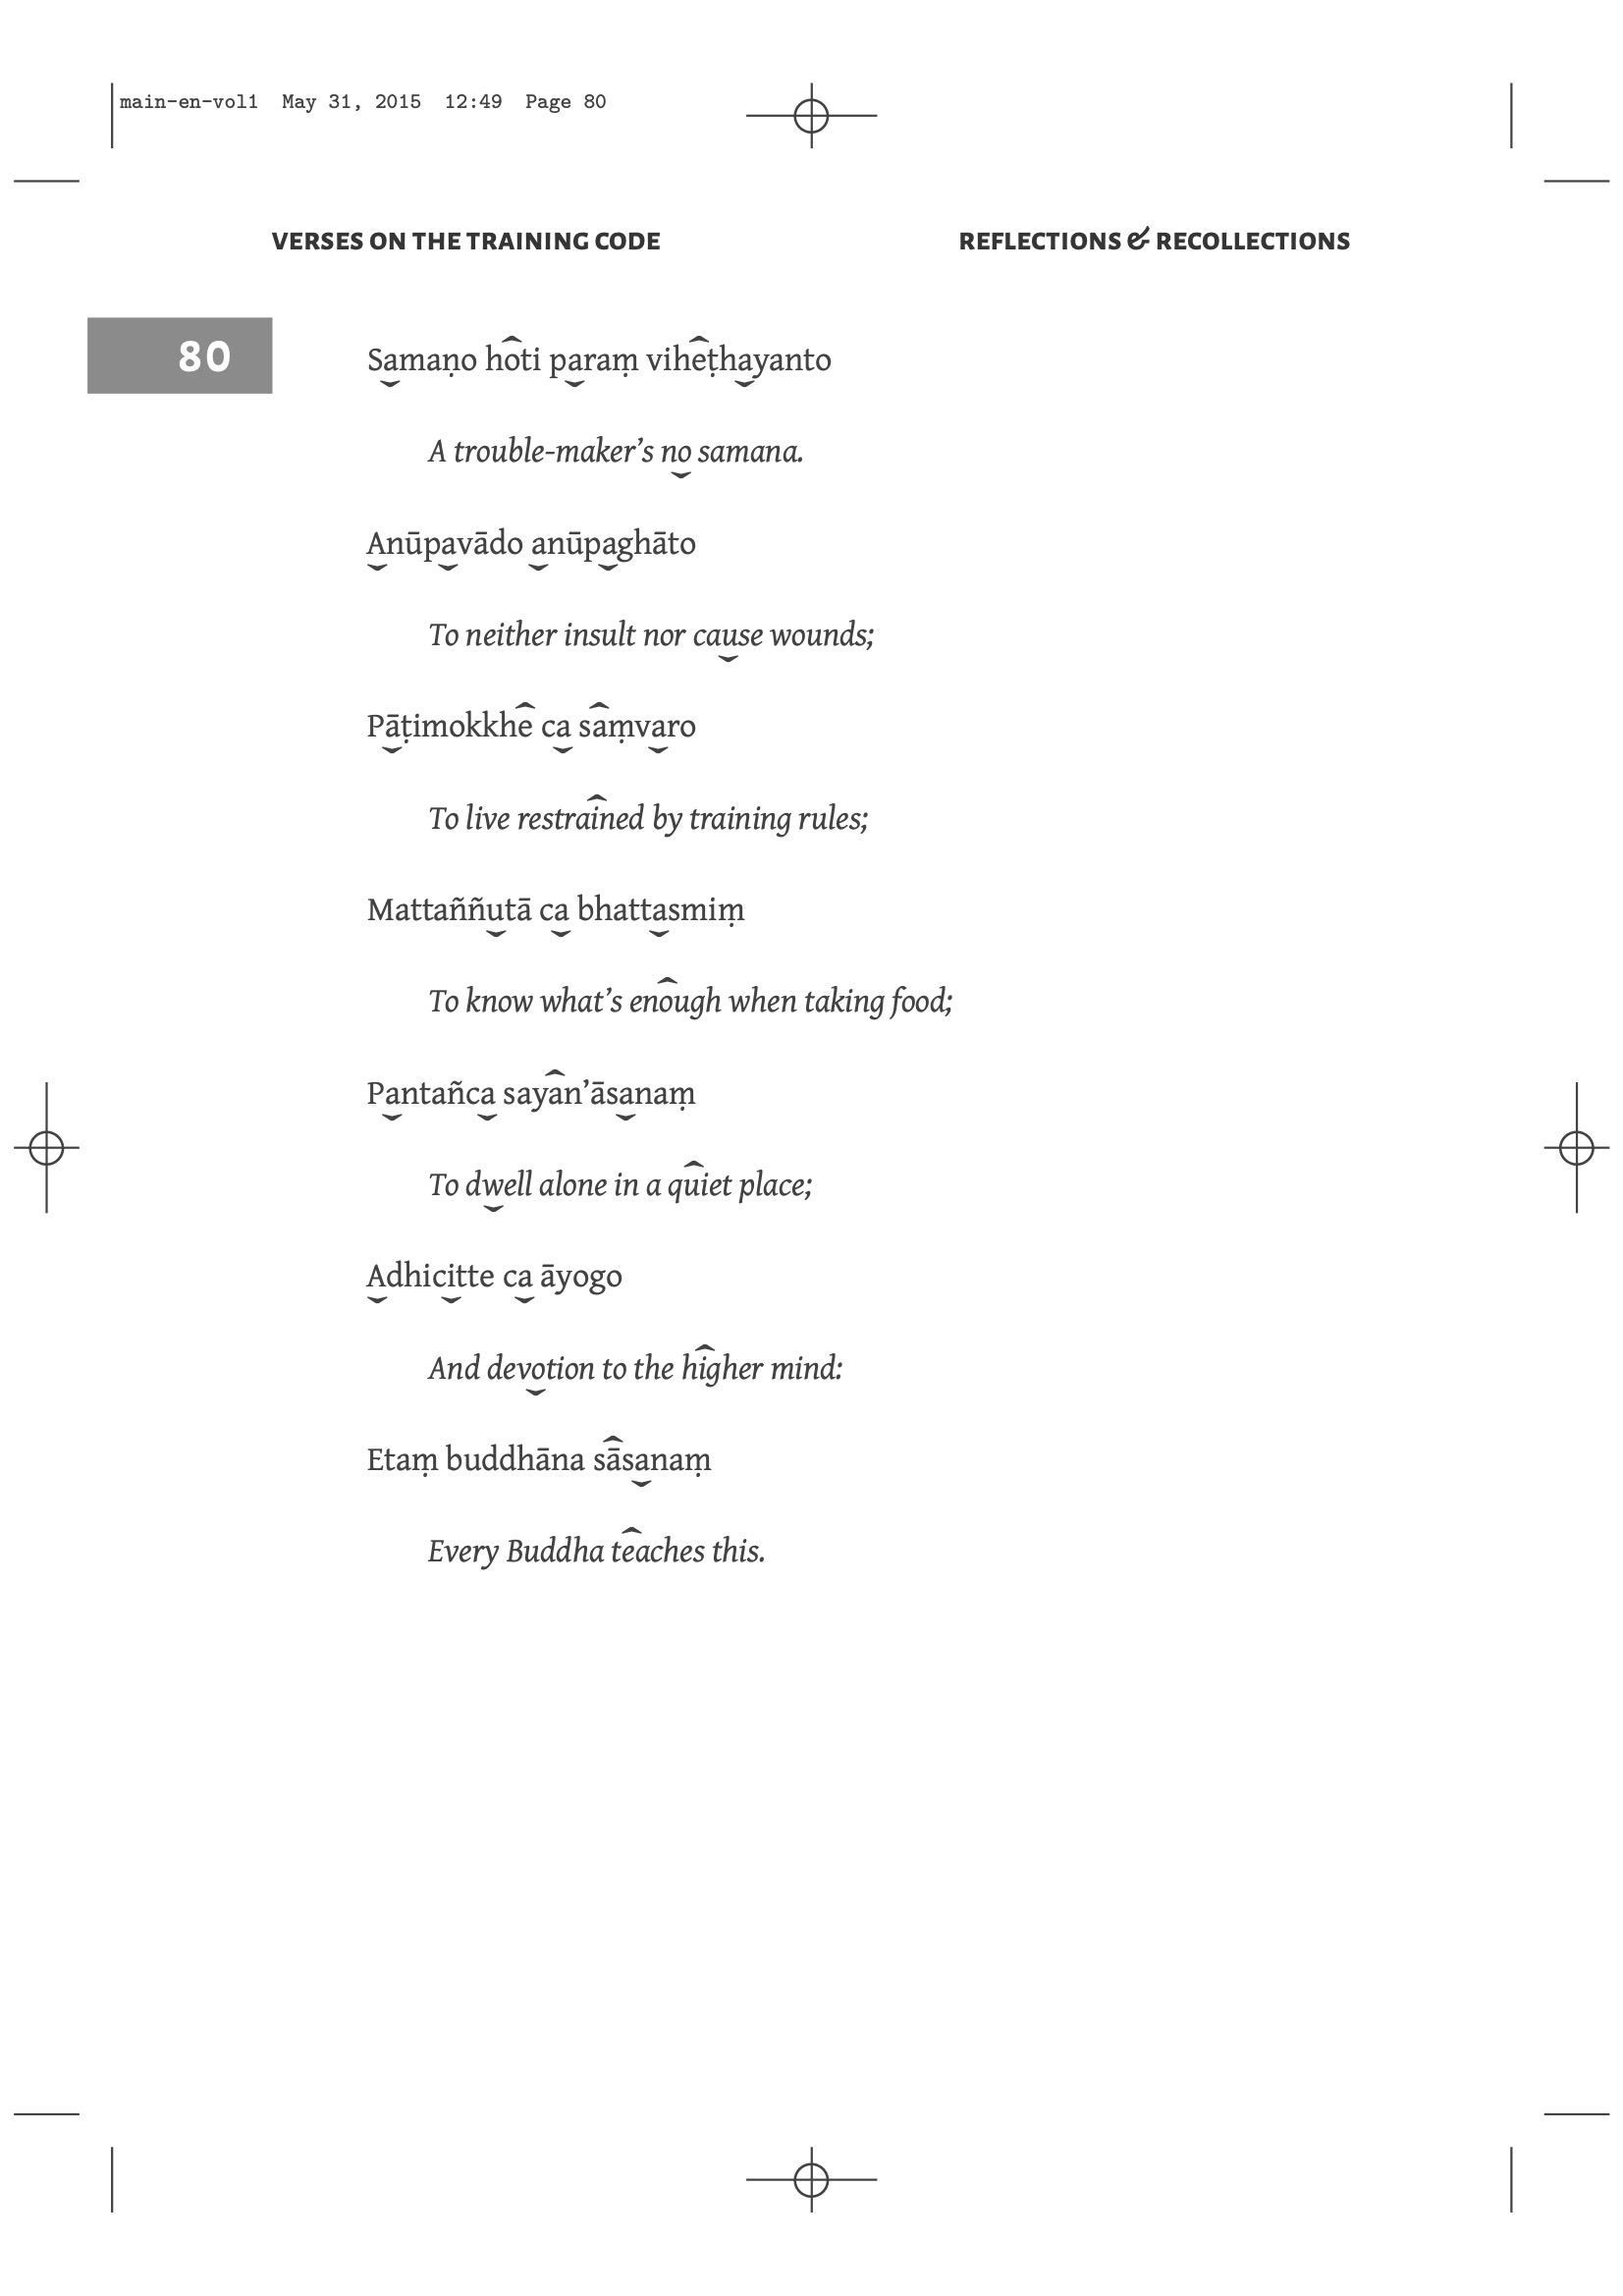 main-en-vol1 May 31, 2015 12:49 Page 80
VERSES ON THE TRAINING CODE REFLECTIONS & RECOLLECTIONS
80
Samaṇo hoti paraṃ viheṭhayanto
A trouble-maker’s no samana.
Anūpavādo anūpaghāto
To neither insult nor cause wounds;
Pāṭimokkhe ca saṃvaro
To live restrained by training rules;
Mattaññutā ca bhattasmiṃ
To know what’s enough when taking food;
Pantañca sayan’āsanaṃ
To dwell alone in a quiet place;
Adhicitte ca āyogo
And devotion to the higher mind:
Etaṃ buddhāna sāsanaṃ
Every Buddha teaches this.